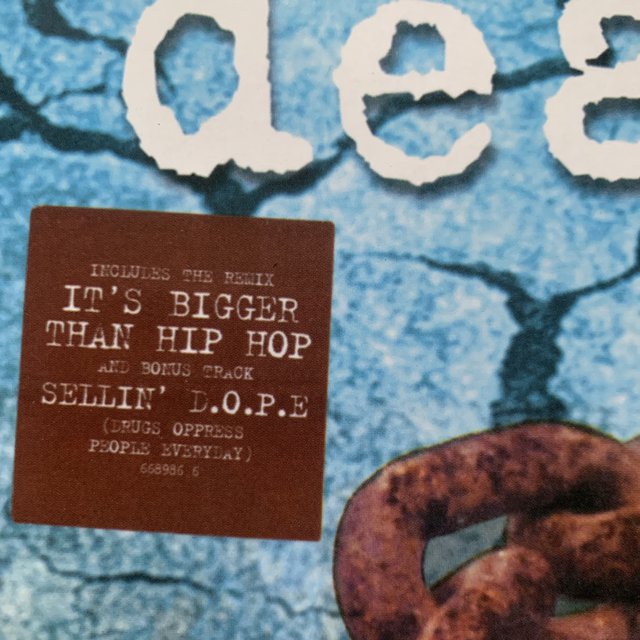 dea
INCLUDES THE REMIX
IT'S BIGGER
THAN HIP HOP
AND BONUS TRACK
SELLIN' D.O.P.E
(DRUGS OPPRESS
PEOPLE EVERYDAY)
668986 6